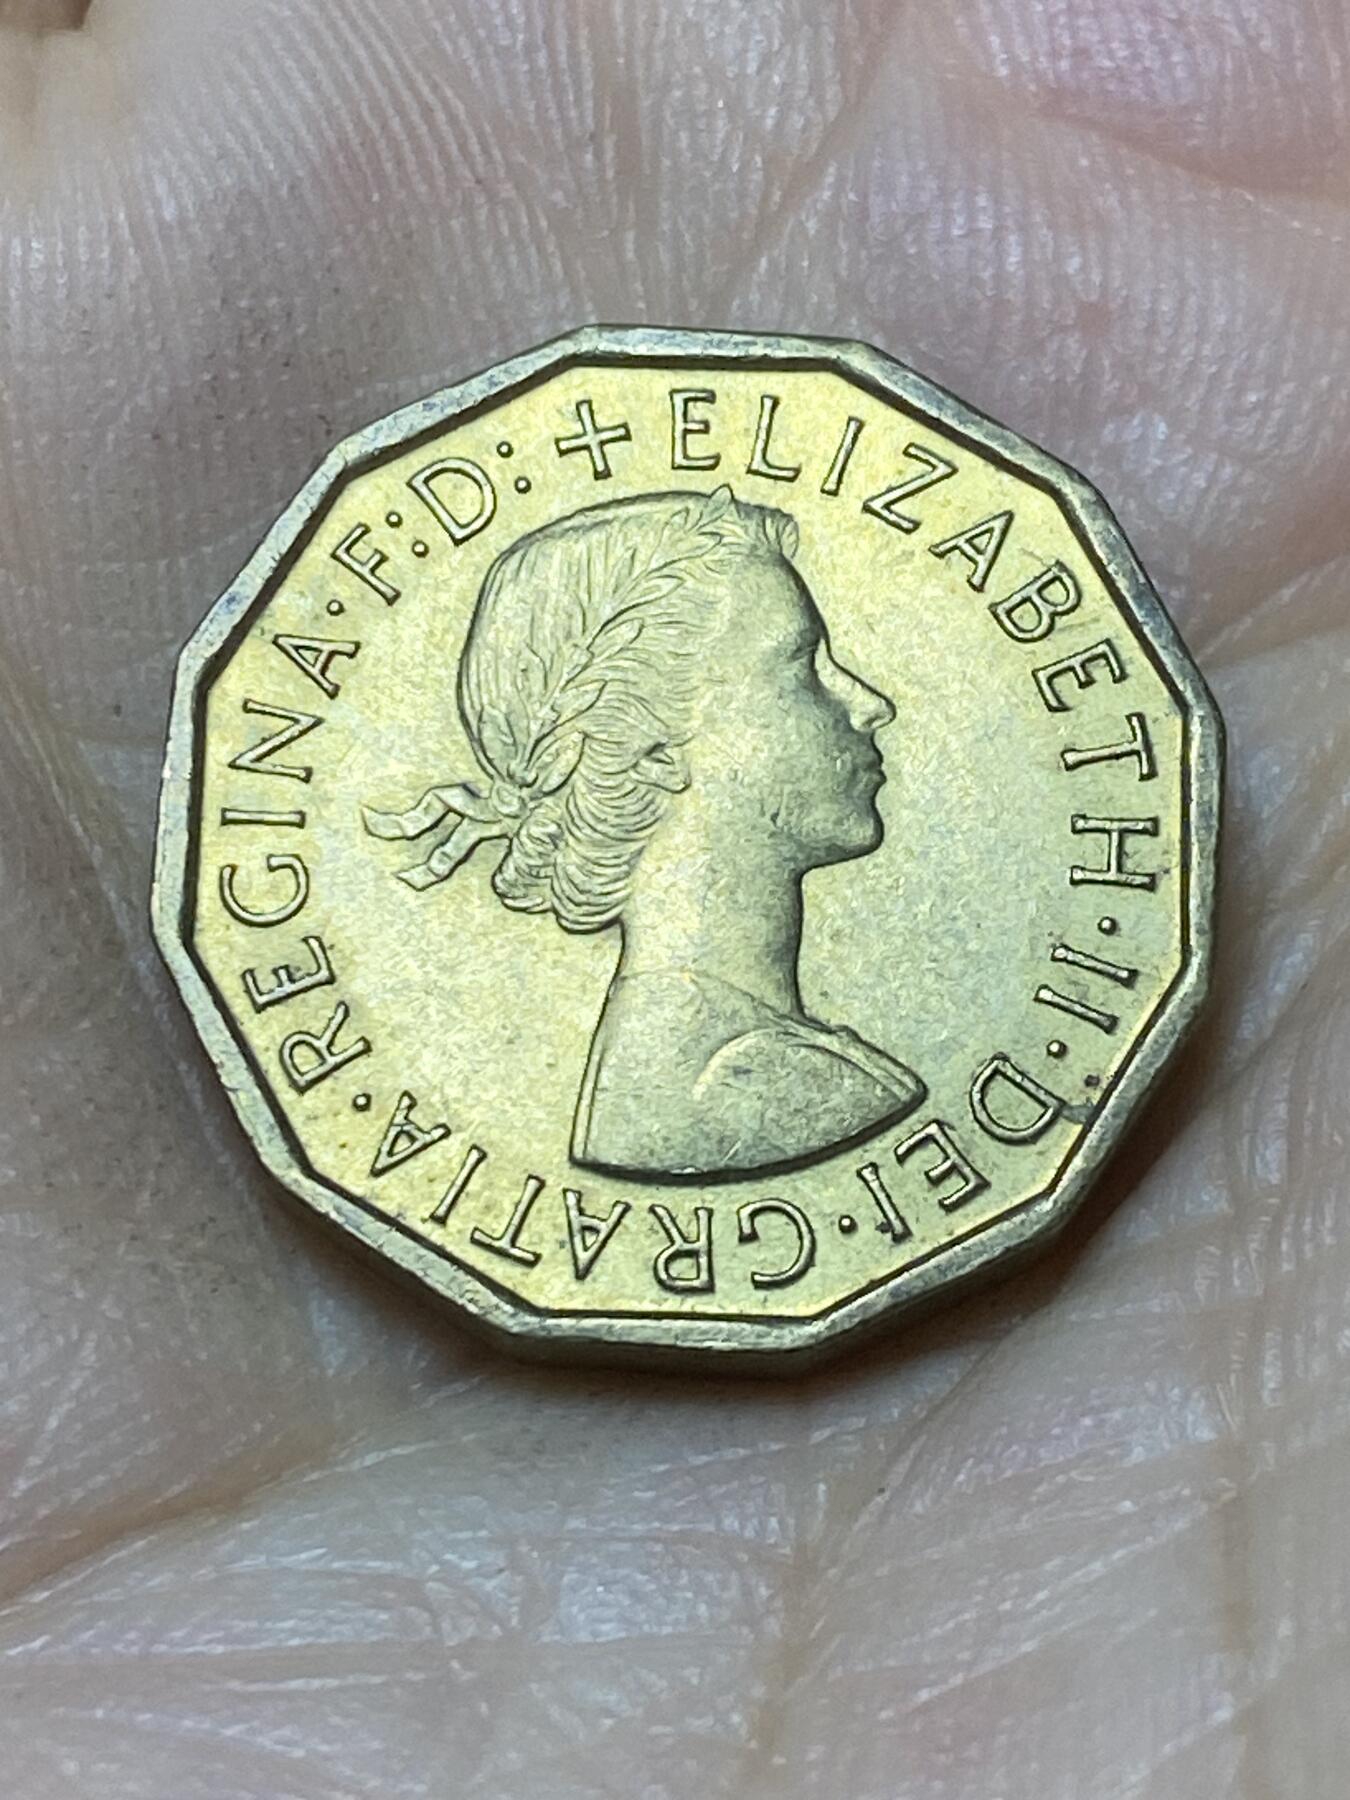 + ELIZABETH · II · DEI · GRATIA · REGINA · F: D: